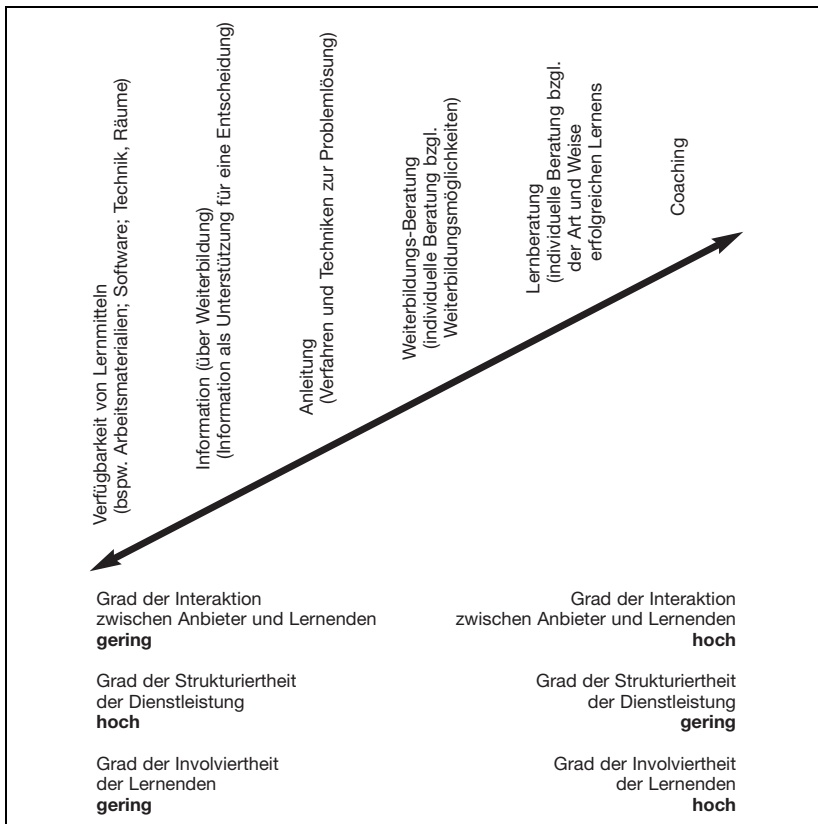 Verfügbarkeit von Lernmitteln
(bspw. Arbeitsmaterialien; Software; Technik, Räume)
Information (über Weiterbildung)
(Information als Unterstützung für eine Entscheidung)
Anleitung
(Verfahren und Techniken zur Problemlösung)
Weiterbildungs-Beratung
(individuelle Beratung bzgl.
Weiterbildungsmöglichkeiten)
Lernberatung
(individuelle Beratung bzgl.
der Art und Weise
erfolgreichen Lernens
Coaching
Grad der Interaktion
zwischen Anbieter und Lernenden
gering
Grad der Interaktion
zwischen Anbieter und Lernenden
hoch
Grad der Strukturiertheit
der Dienstleistung
hoch
Grad der Strukturiertheit
der Dienstleistung
gering
Grad der Involviertheit
der Lernenden
gering
Grad der Involviertheit
der Lernenden
hoch